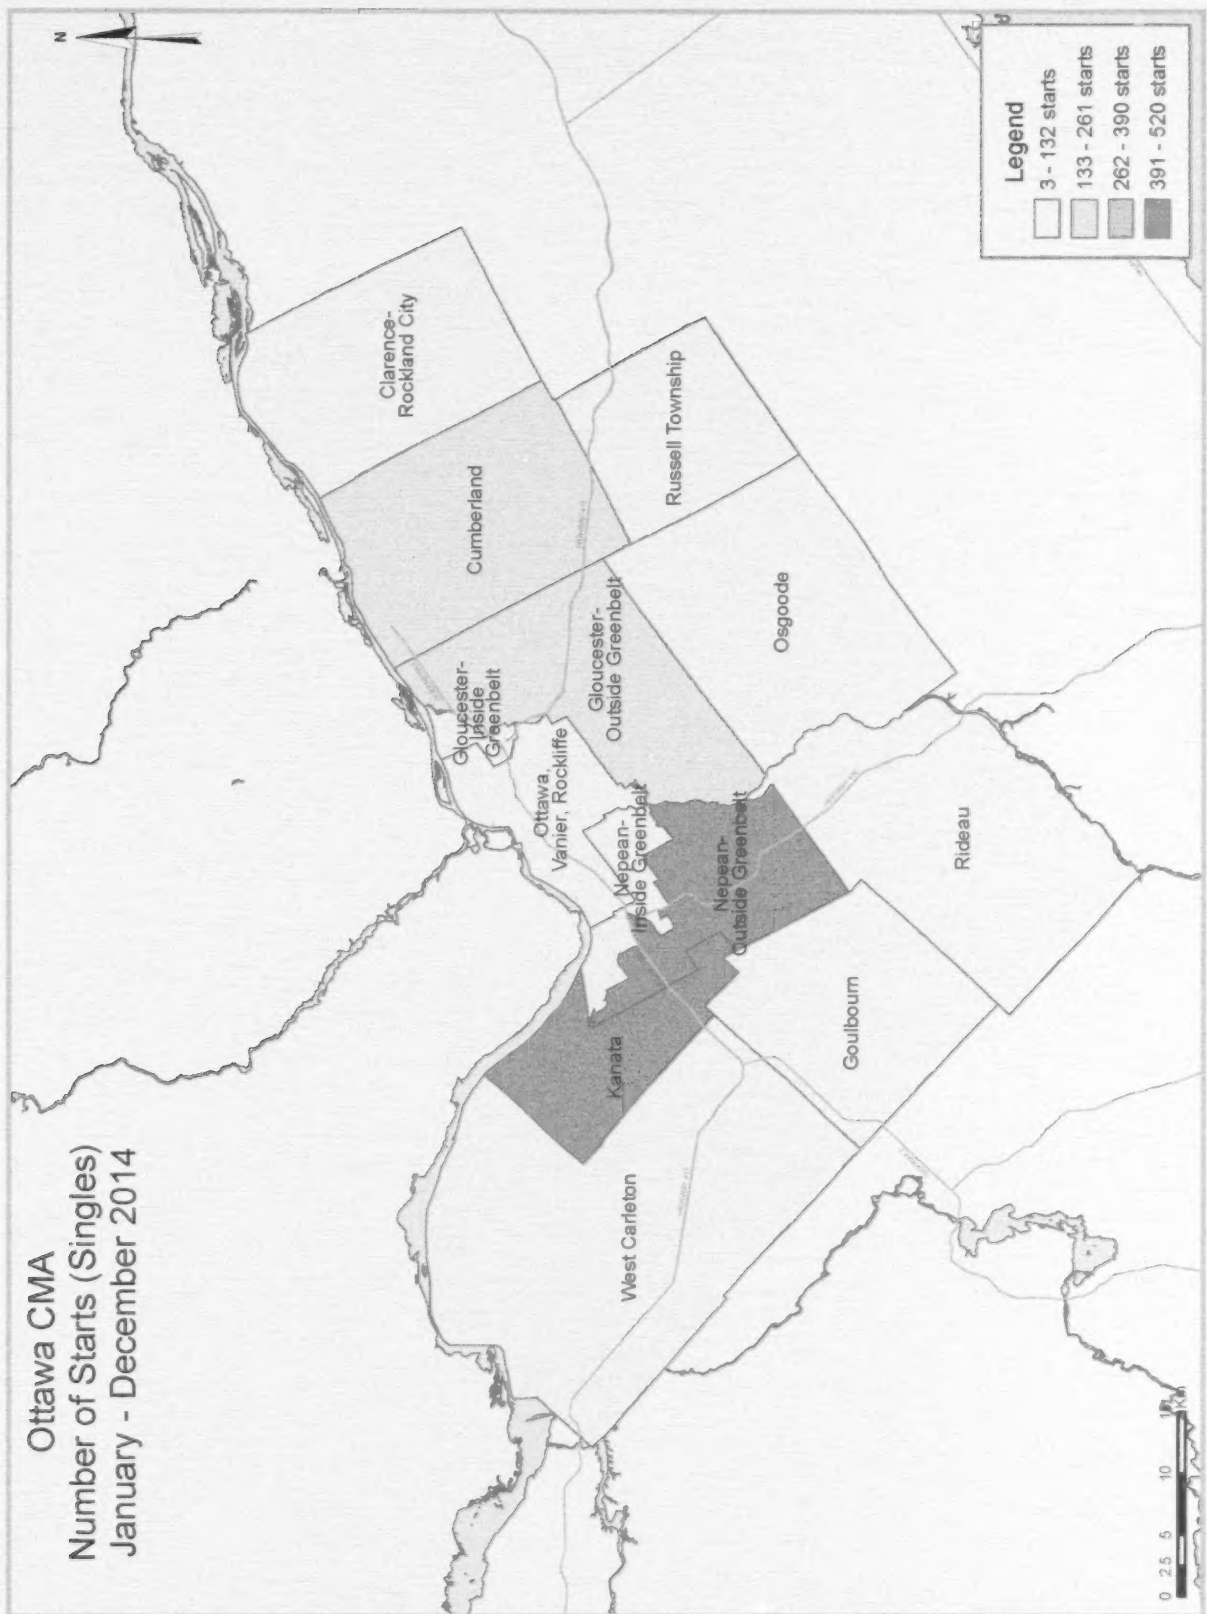 Ottawa CMA
Number of Starts (Singles)
January - December 2014
N
Clarence-
Rockland City
Cumberland
Russell Township
Gloucester-
Inside
Greenbelt
Gloucester-
Outside Greenbelt
Osgoode
Ottawa,
Vanier, Rockliffe
Nepean-
Inside Greenbelt
Nepean-
Outside Greenbelt
Rideau
Kanata
Goulbourn
West Carleton
Legend
3 - 132 starts
133 - 261 starts
262 - 390 starts
391 - 520 starts
0 2.5 5 10
Km